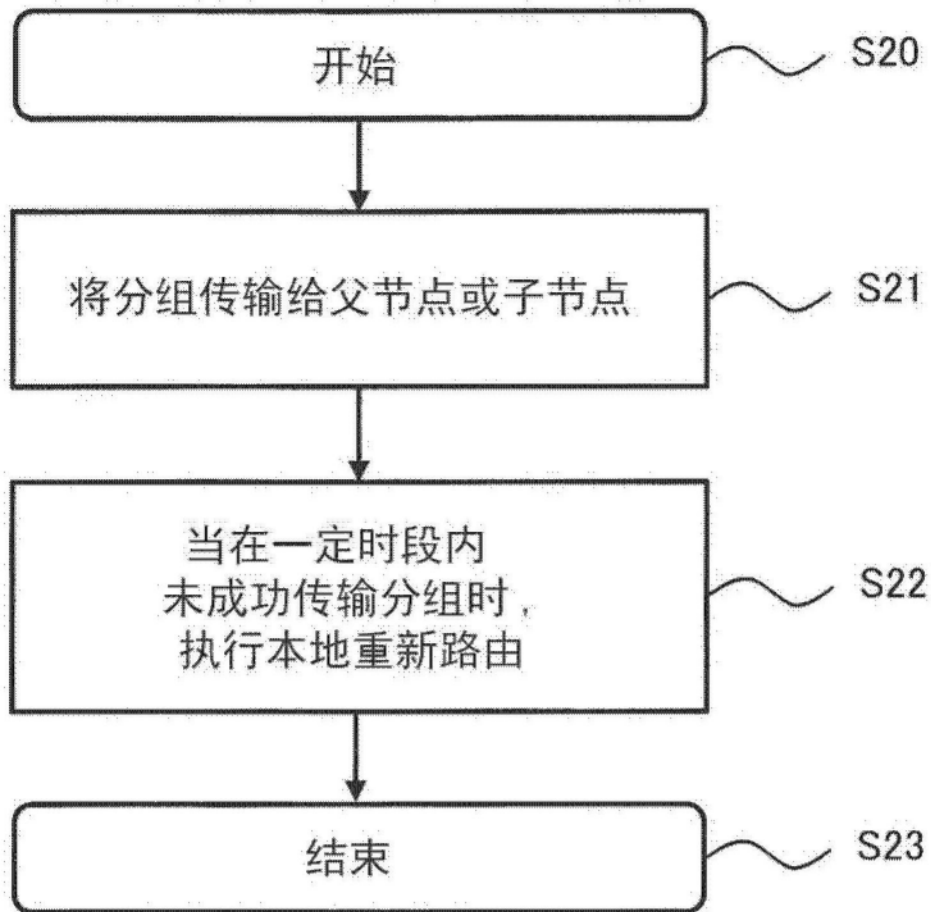 开始
S20
将分组传输给父节点或子节点
S21
当在一定时段内
未成功传输分组时,
执行本地重新路由
S22
结束
S23